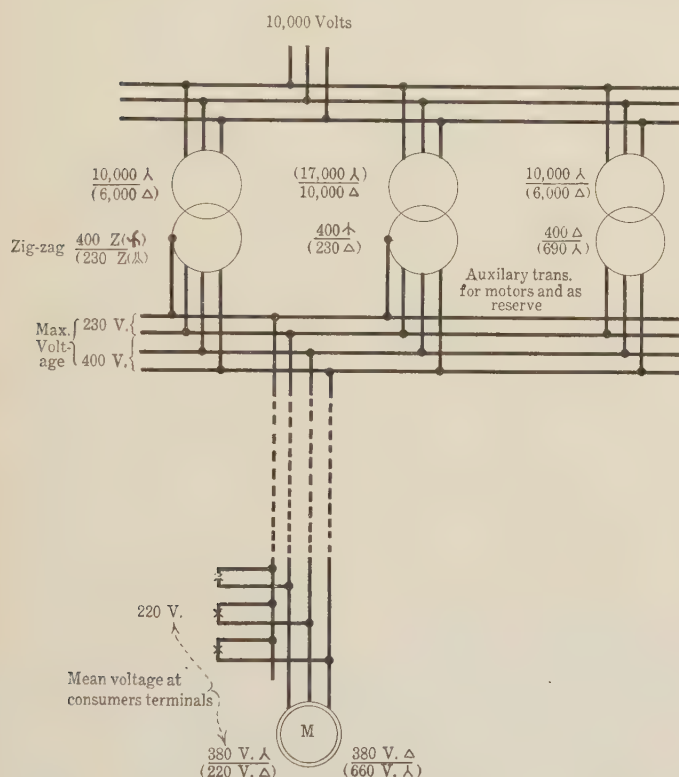 10,000 Volts
10,000 ⅄
(6,000 △)
(17,000 ⅄)
10,000 △
10,000 ⅄
(6,000 △)
Zig-zag
400 Z
(230 Z
400
(230 △)
400 △
(690 ⅄)
Auxilary trans.
for motors and as
reserve
Max.
Volt-
age
230 V.
400 V.
220 V.
Mean voltage at
consumers terminals
M
380 V. ⅄
(220 V. △)
380 V. △
(660 V. ⅄)